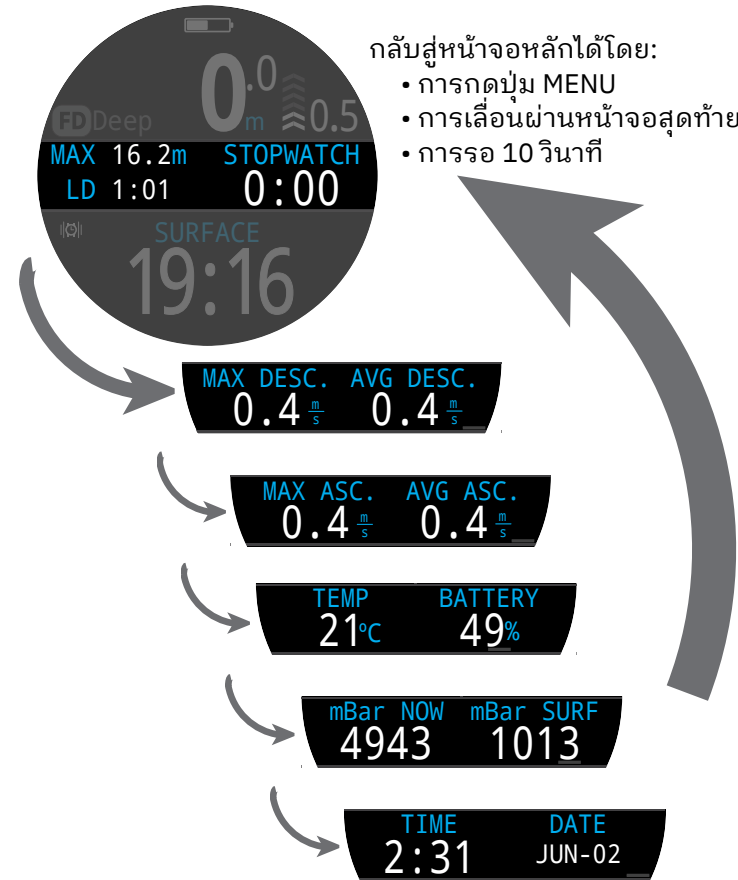 กลับสู่หน้าจอหลักได้โดย:
• การกดปุ่ม MENU
• การเลื่อนผ่านหน้าจอสุดท้าย
• การรอ 10 วินาที
0.0 m 0.5
FD Deep
MAX 16.2m STOPWATCH
LD 1:01 0:00
SURFACE
19:16
MAX DESC. AVG DESC.
0.4 m/s 0.4 m/s
MAX ASC. AVG ASC.
0.4 m/s 0.4 m/s
TEMP BATTERY
21°C 49%
mBar NOW mBar SURF
4943 1013
TIME DATE
2:31 JUN-02